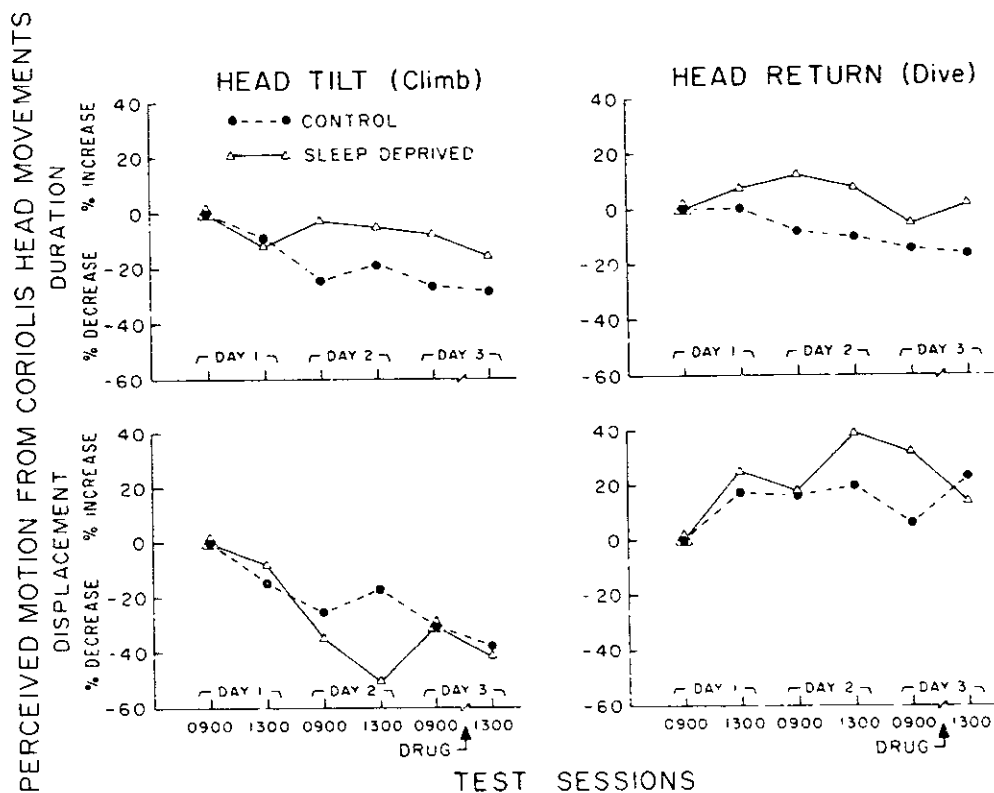 PERCEIVED MOTION FROM CORIOLIS HEAD MOVEMENTS
HEAD TILT (Climb)
HEAD RETURN (Dive)
DURATION
% DECREASE % INCREASE
40
20
0
-20
-40
-60
CONTROL
SLEEP DEPRIVED
DAY 1 DAY 2 DAY 3
40
20
0
-20
-40
-60
DAY 1 DAY 2 DAY 3
DISPLACEMENT
% DECREASE % INCREASE
40
20
0
-20
-40
-60
DAY 1 DAY 2 DAY 3
0900 1300 0900 1300 0900 1300
DRUG
40
20
0
-20
-40
-60
DAY 1 DAY 2 DAY 3
0900 1300 0900 1300 0900 1300
DRUG
TEST SESSIONS